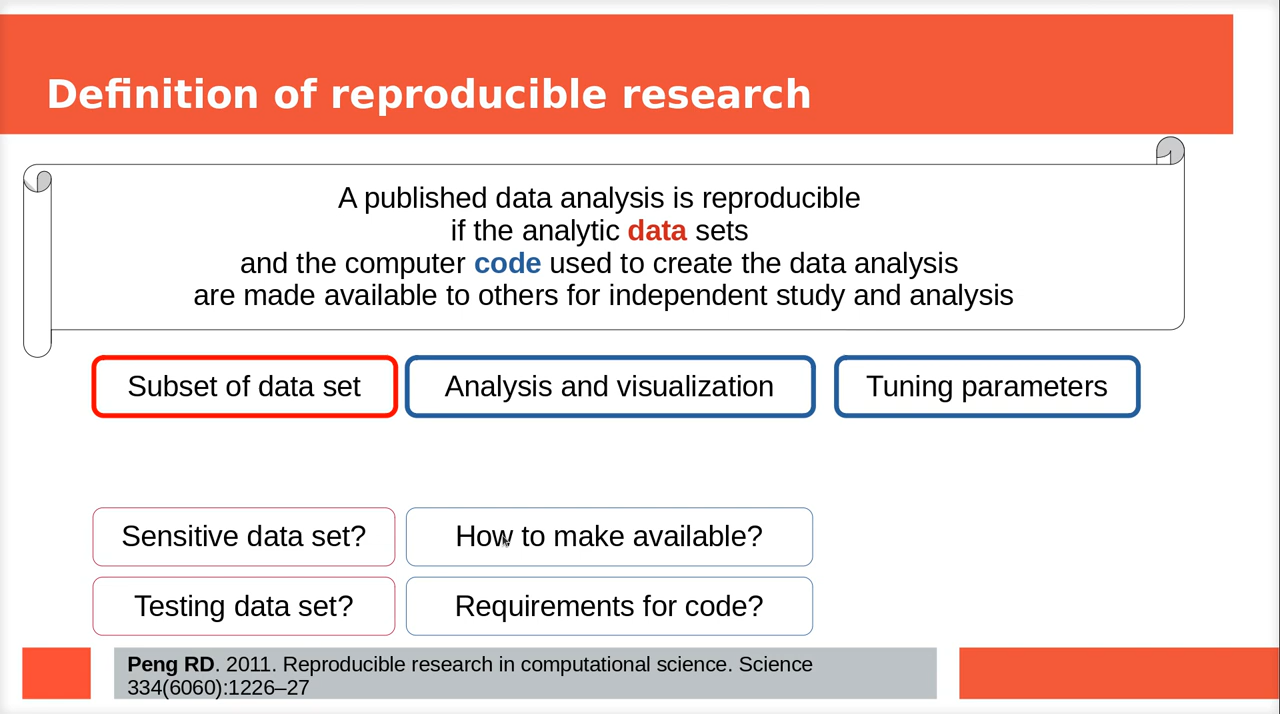 Definition of reproducible research
A published data analysis is reproducible
if the analytic data sets
and the computer code used to create the data analysis
are made available to others for independent study and analysis
Subset of data set
Analysis and visualization
Tuning parameters
Sensitive data set?
How to make available?
Testing data set?
Requirements for code?
Peng RD. 2011. Reproducible research in computational science. Science
334(6060):1226–27